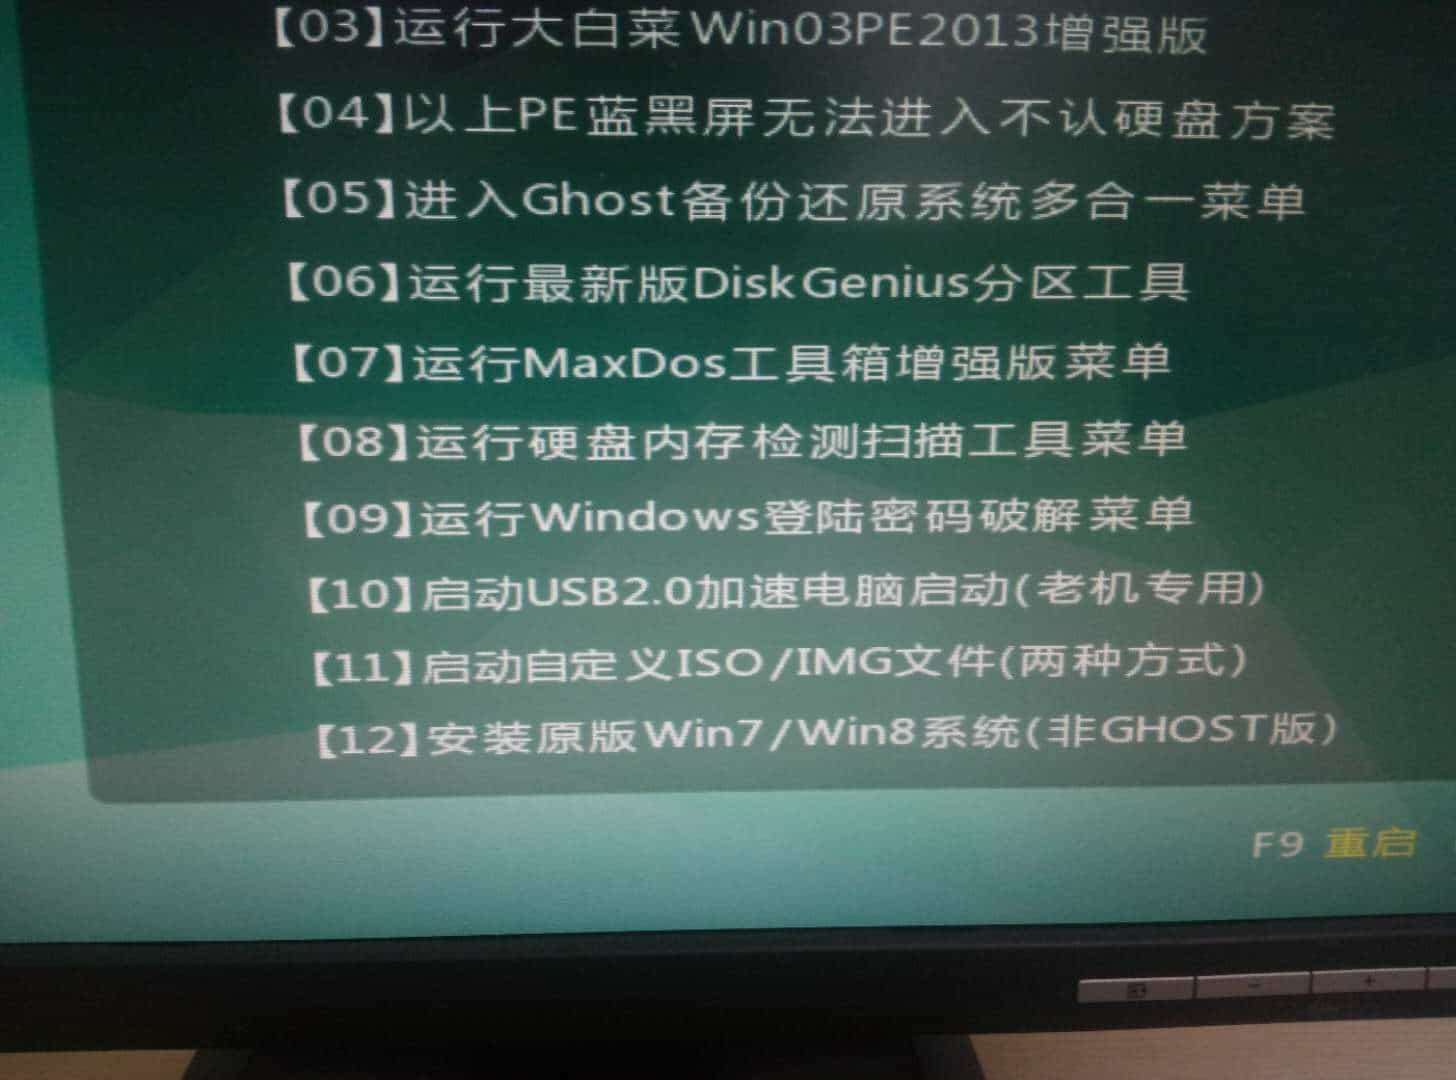 【03】运行大白菜Win03PE2013增强版
【04】以上PE蓝黑屏无法进入不认硬盘方案
【05】进入Ghost备份还原系统多合一菜单
【06】运行最新版DiskGenius分区工具
【07】运行MaxDos工具箱增强版菜单
【08】运行硬盘内存检测扫描工具菜单
【09】运行Windows登陆密码破解菜单
【10】启动USB2.0加速电脑启动(老机专用)
【11】启动自定义ISO/IMG文件(两种方式)
【12】安装原版Win7/Win8系统(非GHOST版)
F9 重启